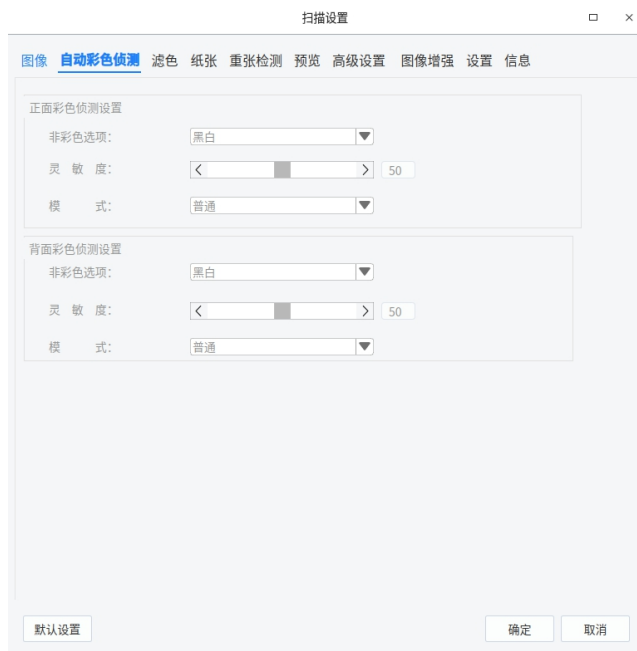 扫描设置
图像 自动彩色侦测 滤色 纸张 重张检测 预览 高级设置 图像增强 设置 信息
正面彩色侦测设置
非彩色选项: 黑白
灵 敏 度: 50
模 式: 普通
背面彩色侦测设置
非彩色选项: 黑白
灵 敏 度: 50
模 式: 普通
默认设置 确定 取消